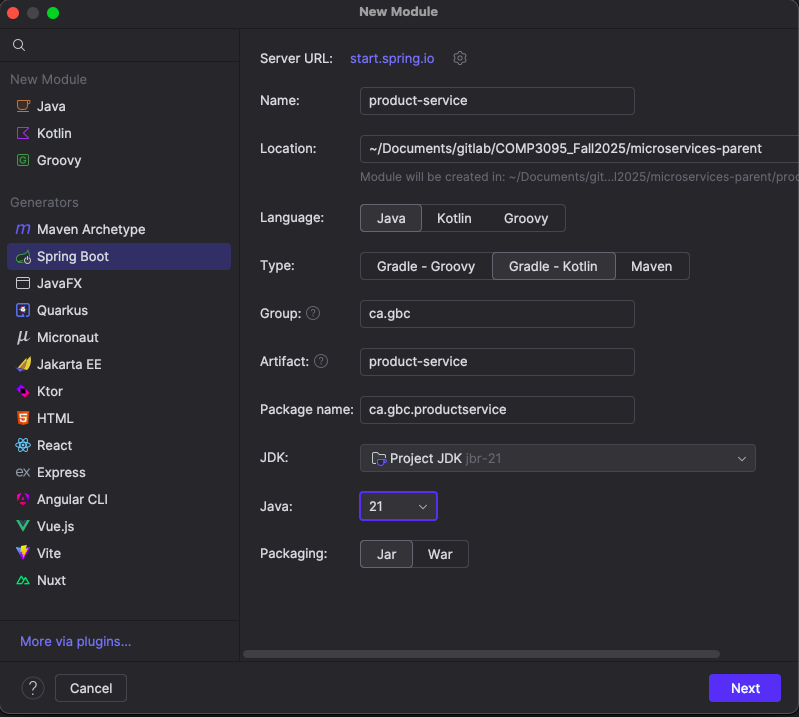 New Module
New Module
Java
Kotlin
Groovy
Generators
Maven Archetype
Spring Boot
JavaFX
Quarkus
Micronaut
Jakarta EE
Ktor
HTML
React
Express
Angular CLI
Vue.js
Vite
Nuxt
More via plugins...
Server URL: start.spring.io
Name: product-service
Location: ~/Documents/gitlab/COMP3095_Fall2025/microservices-parent
Module will be created in: ~/Documents/git...l2025/microservices-parent/pro
Language: Java Kotlin Groovy
Type: Gradle - Groovy Gradle - Kotlin Maven
Group: ? ca.gbc
Artifact: ? product-service
Package name: ca.gbc.productservice
JDK: Project JDK jbr-21
Java: 21
Packaging: Jar War
? Cancel Next